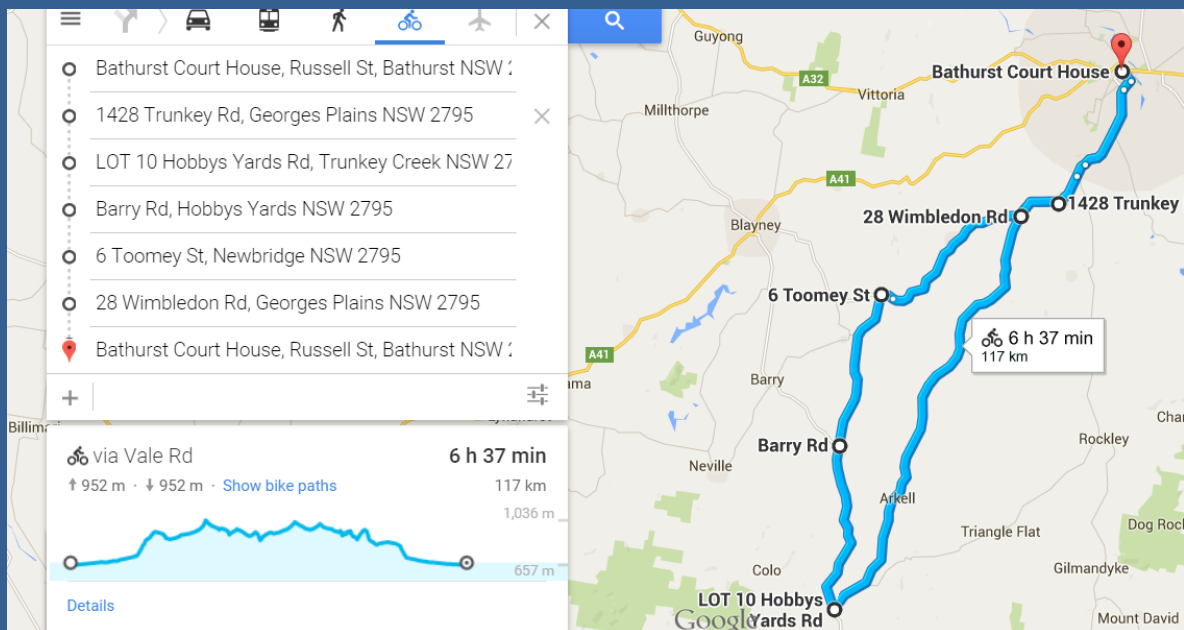 Bathurst Court House, Russell St, Bathurst NSW
1428 Trunkey Rd, Georges Plains NSW 2795
LOT 10 Hobbys Yards Rd, Trunkey Creek NSW 27
Barry Rd, Hobbys Yards NSW 2795
6 Toomey St, Newbridge NSW 2795
28 Wimbledon Rd, Georges Plains NSW 2795
Bathurst Court House, Russell St, Bathurst NSW
via Vale Rd
6 h 37 min
952 m · 952 m · Show bike paths
117 km
1,036 m
657 m
Details
Guyong
A32
Bathurst Court House
Vittoria
Millthorpe
A41
1428 Trunkey
28 Wimbledon Rd
Blayney
6 Toomey St
6 h 37 min
117 km
A41
Barry
Barry Rd
Rockley
Neville
Arkell
Triangle Flat
Dog Rock
Colo
Gilmandyke
LOT 10 Hobbys
Yards Rd
Google
Mount David